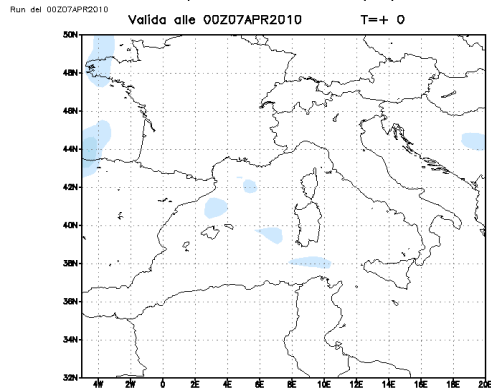 Run del 00Z07APR2010
Valida alle 00Z07APR2010 T=+ 0
50N
48N
46N
44N
42N
40N
38N
36N
34N
32N
4W 2W 0 2E 4E 6E 8E 10E 12E 14E 16E 18E 20E